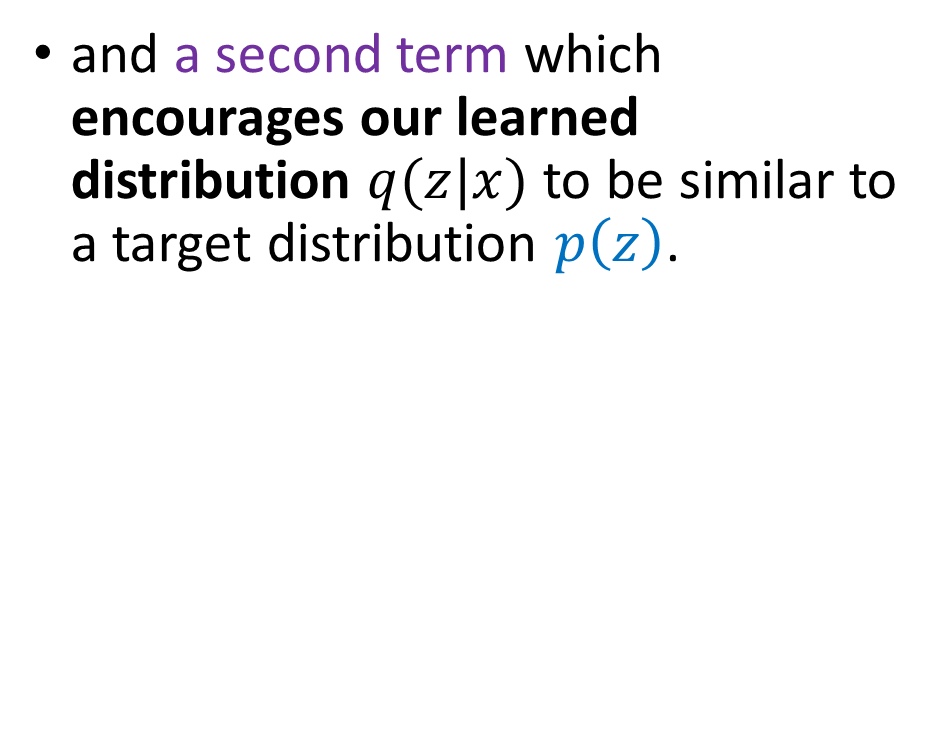 • and a second term which
encourages our learned
distribution q(z|x) to be similar to
a target distribution p(z).